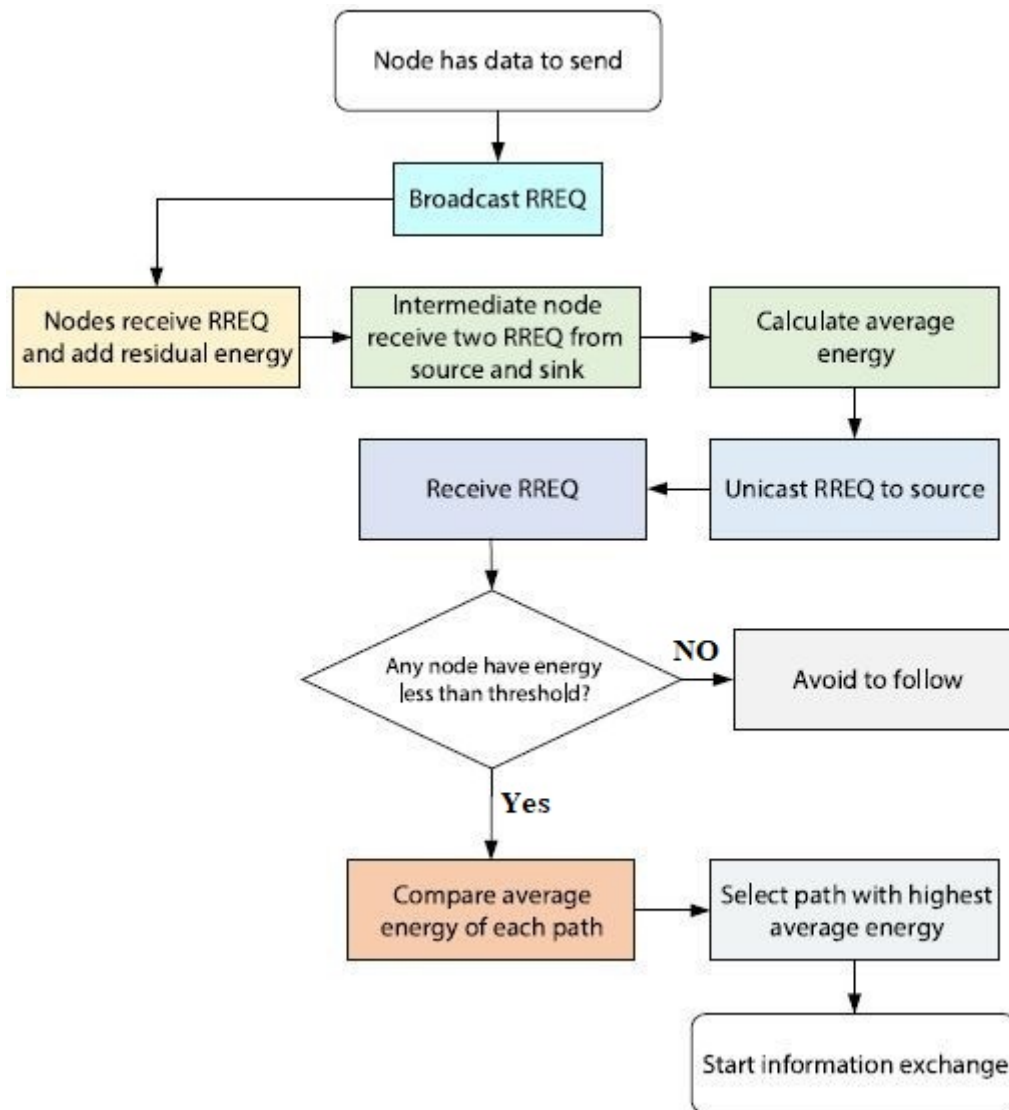 Node has data to send
Broadcast RREQ
Nodes receive RREQ
and add residual energy
Intermediate node
receive two RREQ from
source and sink
Calculate average
energy
Receive RREQ
Unicast RREQ to source
Any node have energy
less than threshold?
NO
Avoid to follow
Yes
Compare average
energy of each path
Select path with highest
average energy
Start information exchange